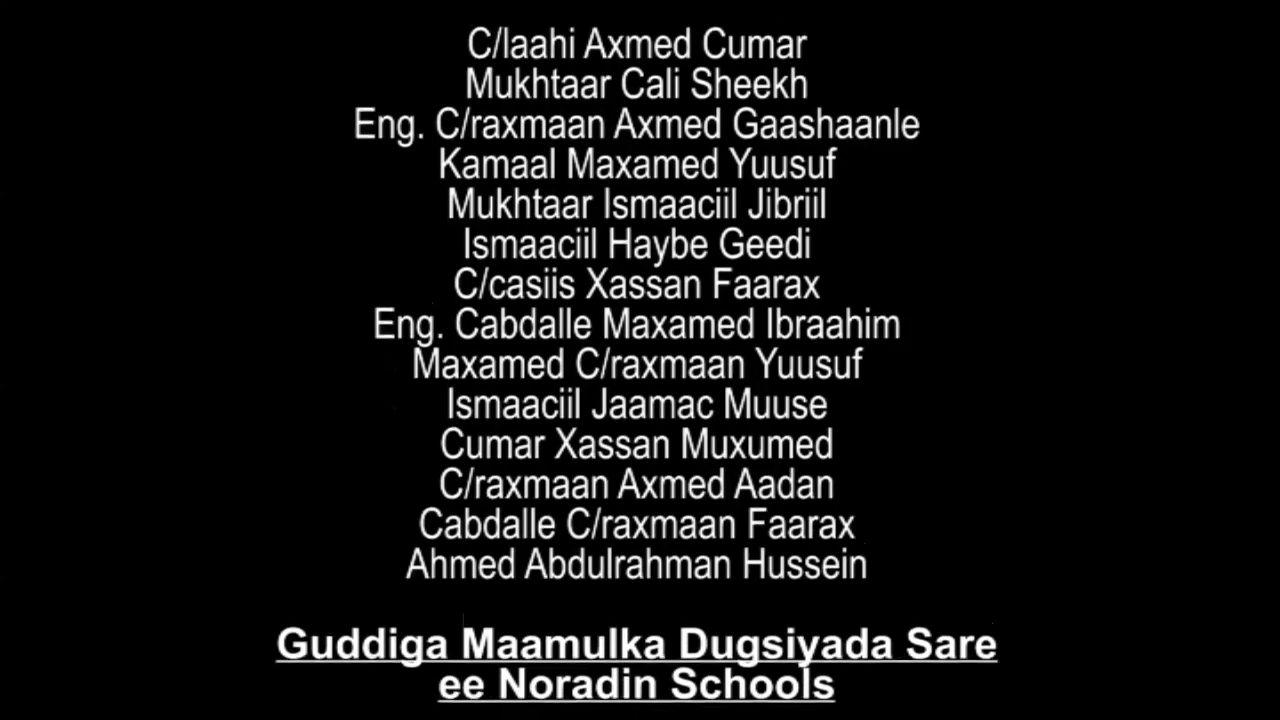 C/laahi Axmed Cumar
Mukhtaar Cali Sheekh
Eng. C/raxmaan Axmed Gaashaanle
Kamaal Maxamed Yuusuf
Mukhtaar Ismaaciil Jibriil
Ismaaciil Haybe Geedi
C/casiis Xassan Faarax
Eng. Cabdalle Maxamed Ibraahim
Maxamed C/raxmaan Yuusuf
Ismaaciil Jaamac Muuse
Cumar Xassan Muxumed
C/raxmaan Axmed Aadan
Cabdalle C/raxmaan Faarax
Ahmed Abdulrahman Hussein
Guddiga Maamulka Dugsiyada Sare
ee Noradin Schools